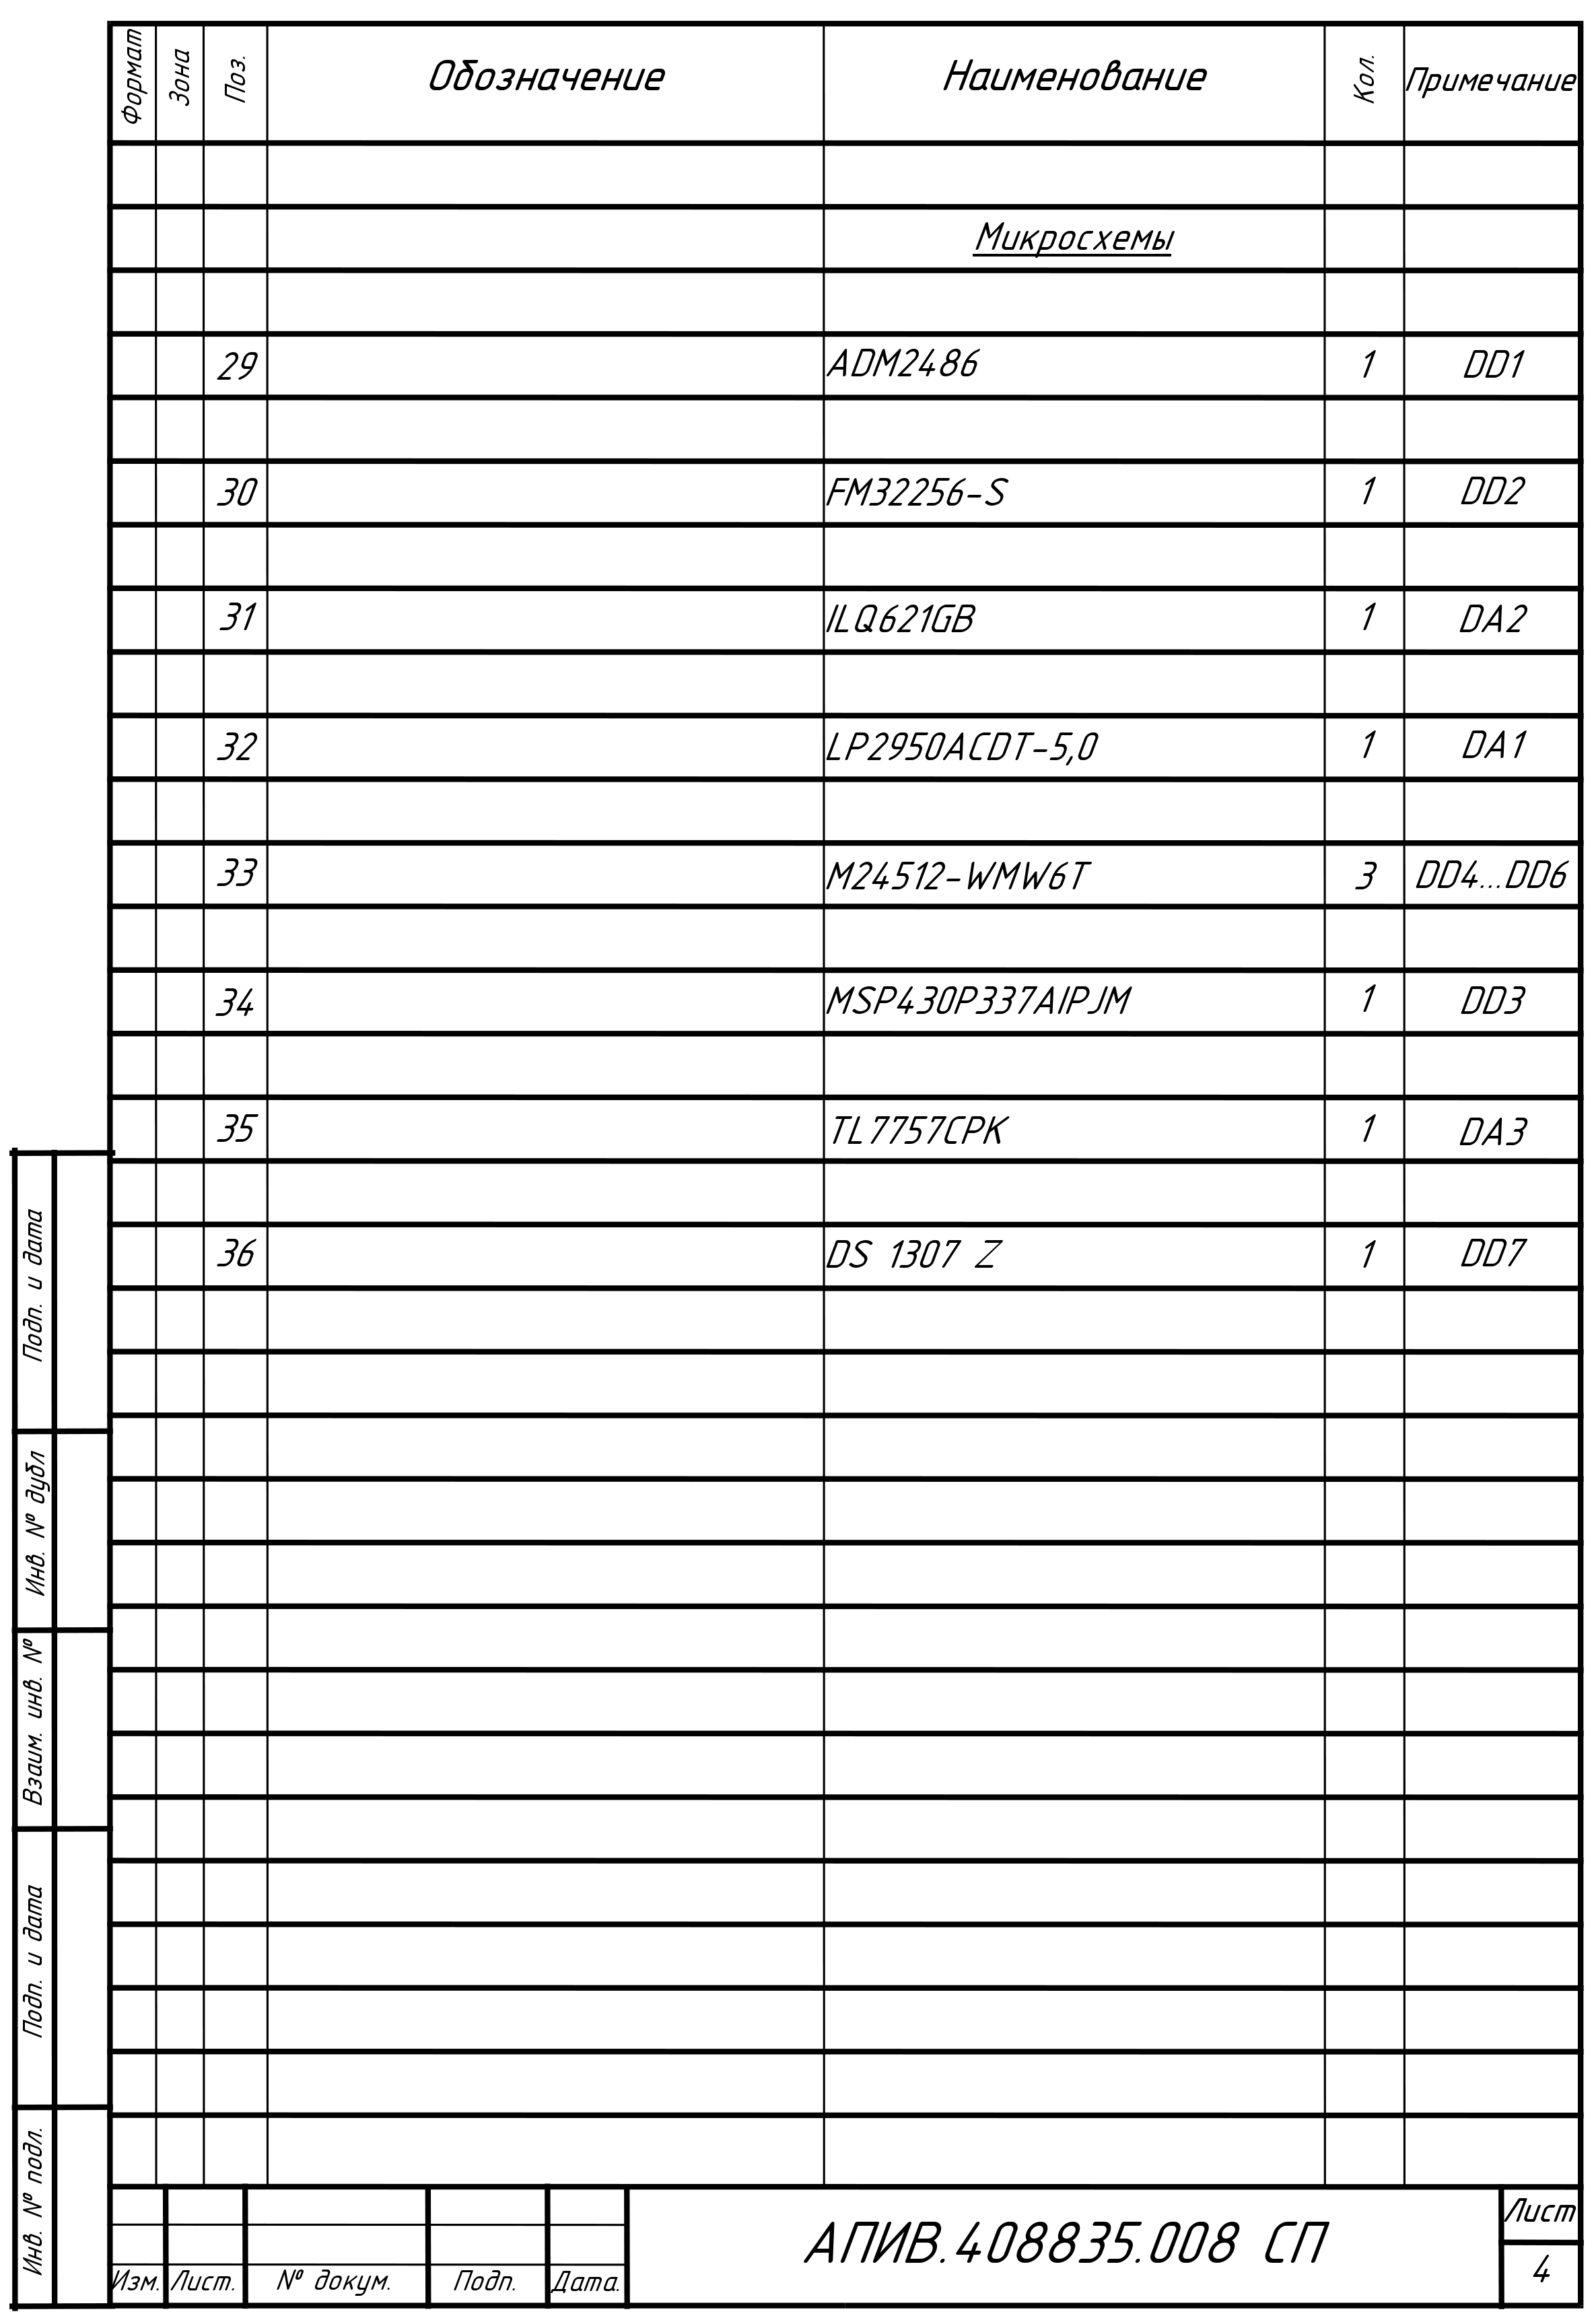 Формат Зона Поз. Обозначение Наименование Кол. Примечание
Микросхемы
29 ADM2486 1 DD1
30 FM32256-S 1 DD2
31 ILQ621GB 1 DA2
32 LP2950ACDT-5,0 1 DA1
33 M24512-WMW6T 3 DD4...DD6
34 MSP430P337AIPJM 1 DD3
35 TL7757CPK 1 DA3
36 DS 1307 Z 1 DD7
Подп. и дата
Инв. № дубл
Взаим. инв. №
Подп. и дата
Инв. № подл.
Изм. Лист. № докум. Подп. Дата.
АПИВ.408835.008 СП
Лист
4